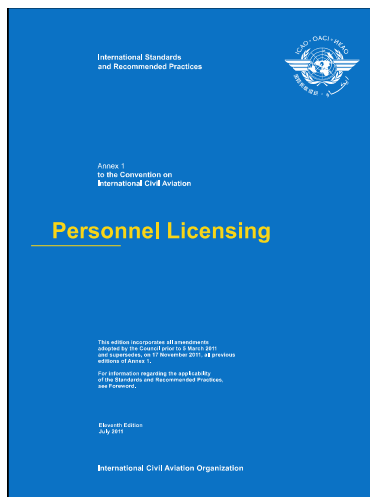 International Standards
and Recommended Practices
ICAO · OACI · ИКАО
Annex 1
to the Convention on
International Civil Aviation
Personnel Licensing
This edition incorporates all amendments
adopted by the Council prior to 5 March 2011
and supersedes, on 17 November 2011, all previous
editions of Annex 1.
For information regarding the applicability
of the Standards and Recommended Practices,
see Foreword.
Eleventh Edition
July 2011
International Civil Aviation Organization